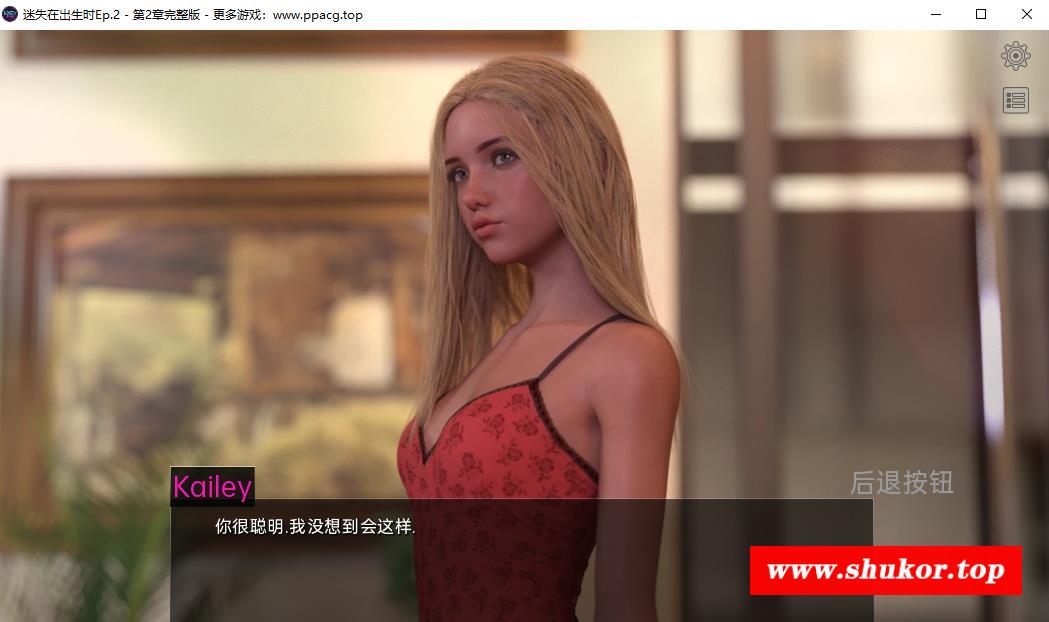 迷失在出生时Ep.2 - 第2章完整版 - 更多游戏：www.ppacg.top
Kailey
后退按钮
你很聪明.我没想到会这样.
www.shukor.top